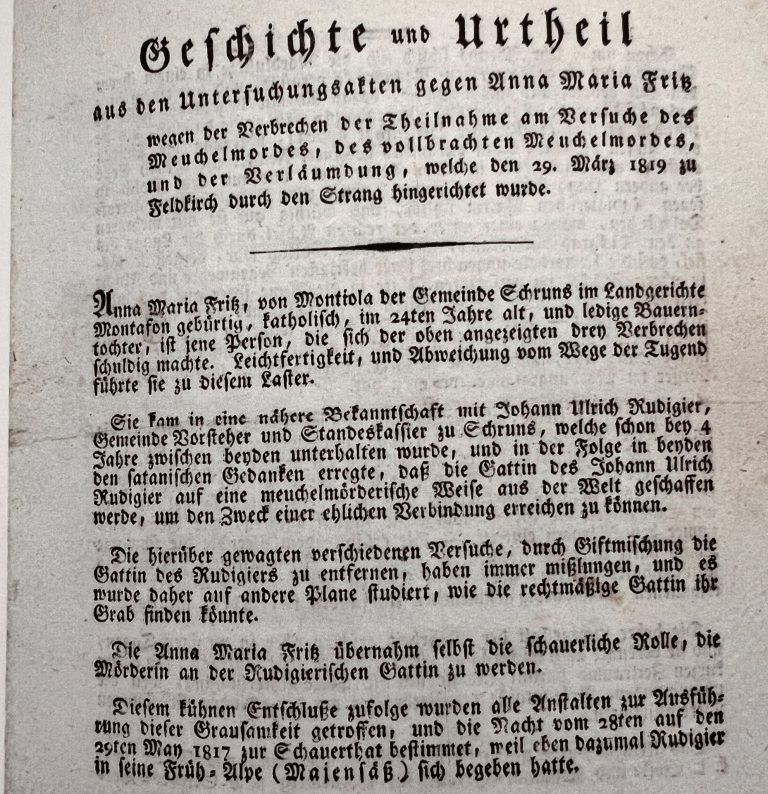 Geschichte und Urtheil
aus den Untersuchungsakten gegen Anna Maria Fritz
wegen der Verbrechen der Theilnahme am Versuche des
Meuchelmordes, des vollbrachten Meuchelmordes,
und der Verläumdung, welche den 29. März 1819 zu
Feldkirch durch den Strang hingerichtet wurde.
Anna Maria Fritz, von Montiola der Gemeinde Schruns im Landgerichte
Montafon gebürtig, katholisch, im 24ten Jahre alt, und ledige Bauern-
tochter, ist jene Person, die sich der oben angezeigten drey Verbrechen
schuldig machte. Leichtfertigkeit, und Abweichung vom Wege der Tugend
führte sie zu diesem Laster.
Sie kam in eine nähere Bekanntschaft mit Johann Ulrich Rudigier,
Gemeinde Vorsteher und Standeskassier zu Schruns, welche schon bey 4
Jahre zwischen beyden unterhalten wurde, und in der Folge in beyden
den satanischen Gedanken erregte, daß die Gattin des Johann Ulrich
Rudigier auf eine meuchelmörderische Weise aus der Welt geschaffen
werde, um den Zweck einer ehlichen Verbindung erreichen zu können.
Die hierüber gewagten verschiedenen Versuche, durch Giftmischung die
Gattin des Rudigiers zu entfernen, haben immer mißlungen, und es
wurde daher auf andere Plane studiert, wie die rechtmäßige Gattin ihr
Grab finden könnte.
Die Anna Maria Fritz übernahm selbst die schauerliche Rolle, die
Mörderin an der Rudigierischen Gattin zu werden.
Diesem kühnen Entschluße zufolge wurden alle Anstalten zur Ausfüh-
rung dieser Grausamkeit getroffen, und die Nacht vom 28ten auf den
29ten May 1817 zur Schauerthat bestimmet, weil eben dazumal Rudigier
in seine Früh-Alpe (Majensäß) sich begeben hatte.